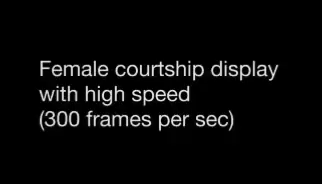 Female courtship display
with high speed
(300 frames per sec)